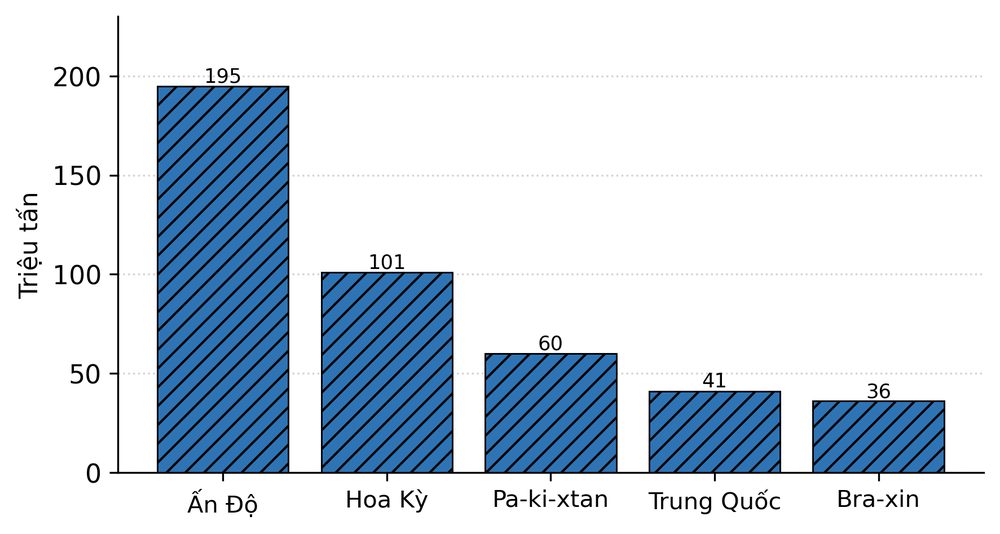 Triệu tấn
200
150
100
50
0
195
101
60
41
36
Ấn Độ
Hoa Kỳ
Pa-ki-xtan
Trung Quốc
Bra-xin